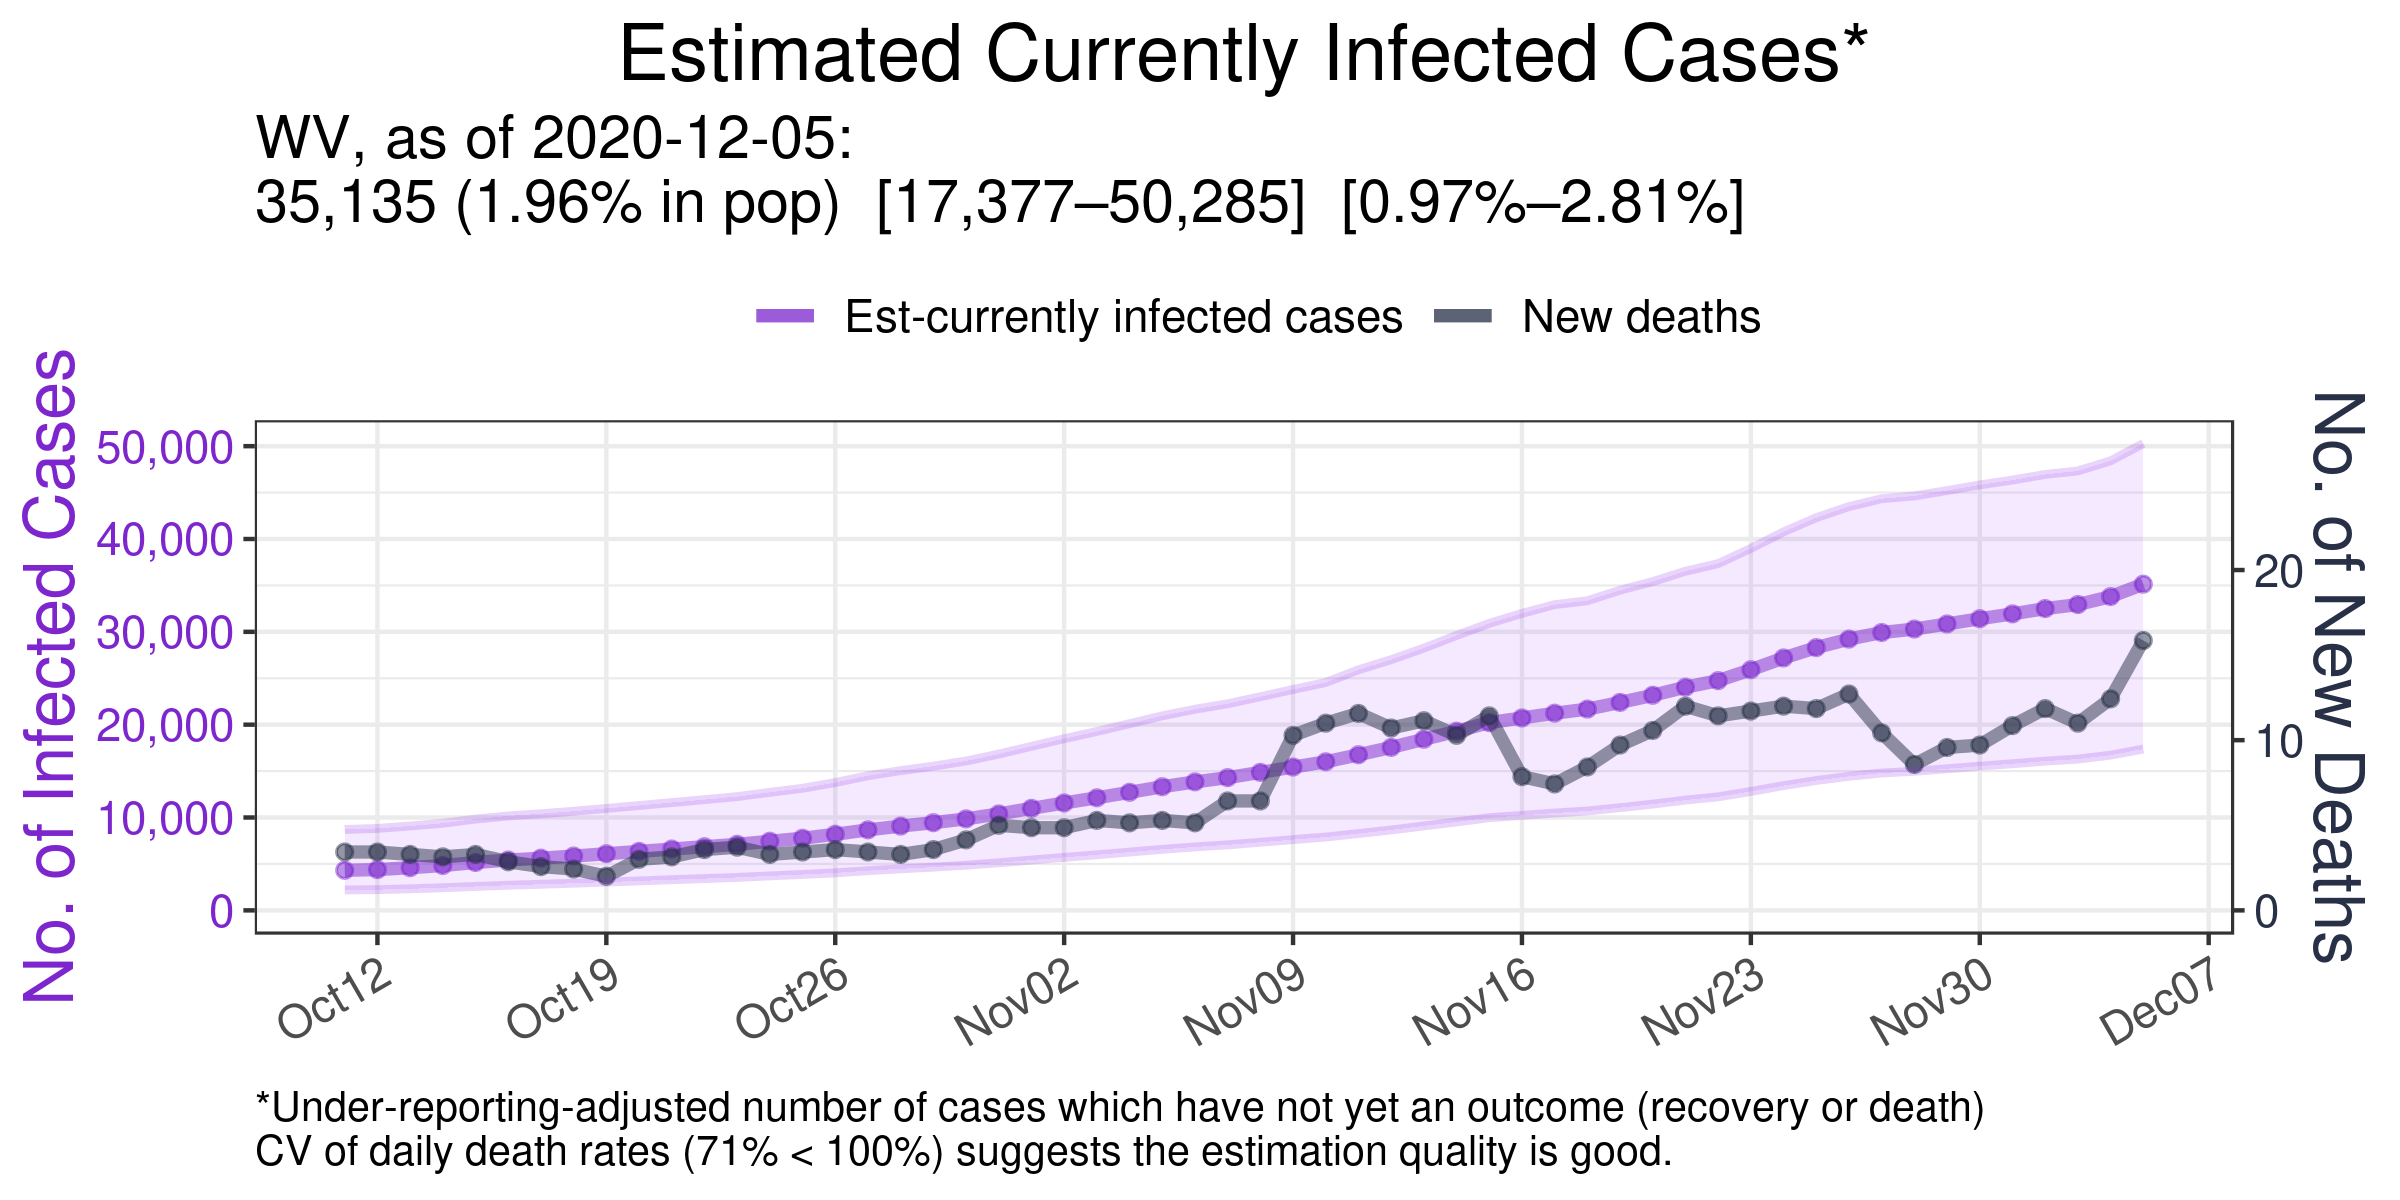 Estimated Currently Infected Cases*
WV, as of 2020-12-05:
35,135 (1.96% in pop)  [17,377–50,285]  [0.97%–2.81%]
Est-currently infected cases
New deaths
No. of Infected Cases
50,000
40,000
30,000
20,000
10,000
0
No. of New Deaths
20
10
0
Oct12
Oct19
Oct26
Nov02
Nov09
Nov16
Nov23
Nov30
Dec07
*Under-reporting-adjusted number of cases which have not yet an outcome (recovery or death)
CV of daily death rates (71% < 100%) suggests the estimation quality is good.